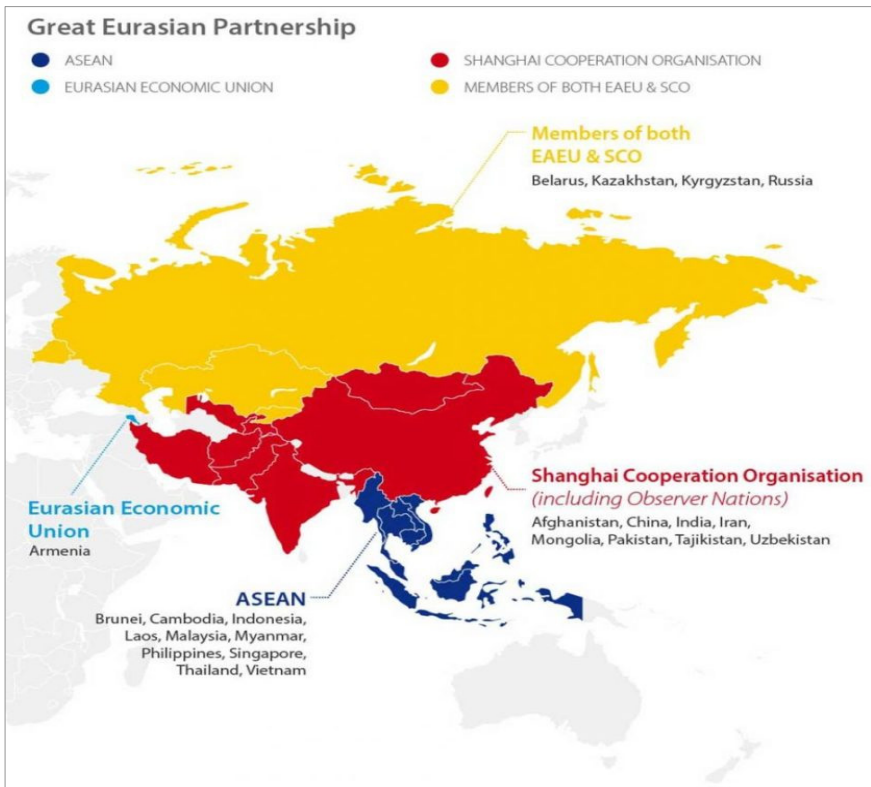 Great Eurasian Partnership
ASEAN
SHANGHAI COOPERATION ORGANISATION
EURASIAN ECONOMIC UNION
MEMBERS OF BOTH EAEU & SCO
Members of both
EAEU & SCO
Belarus, Kazakhstan, Kyrgyzstan, Russia
Shanghai Cooperation Organisation
(including Observer Nations)
Afghanistan, China, India, Iran,
Mongolia, Pakistan, Tajikistan, Uzbekistan
Eurasian Economic
Union
Armenia
ASEAN
Brunei, Cambodia, Indonesia,
Laos, Malaysia, Myanmar,
Philippines, Singapore,
Thailand, Vietnam